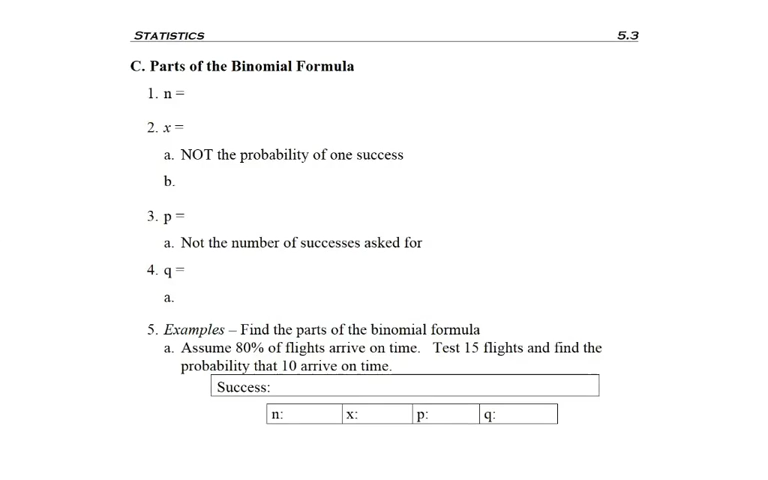 STATISTICS 5.3
C. Parts of the Binomial Formula
1. n =
2. x =
a. NOT the probability of one success
b.
3. p =
a. Not the number of successes asked for
4. q =
a.
5. Examples – Find the parts of the binomial formula
a. Assume 80% of flights arrive on time. Test 15 flights and find the
probability that 10 arrive on time.
Success:
n: x: p: q: